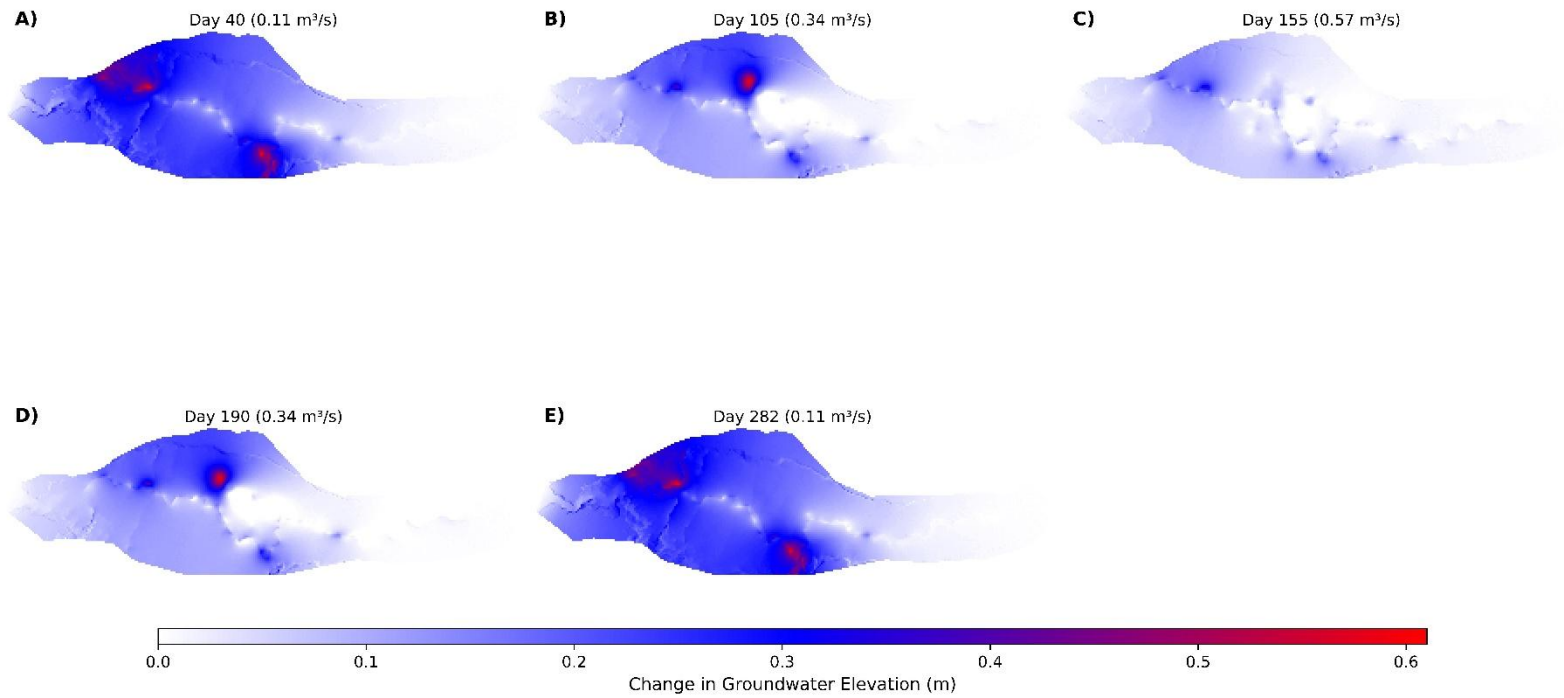 A) Day 40 (0.11 m³/s)
B) Day 105 (0.34 m³/s)
C) Day 155 (0.57 m³/s)
D) Day 190 (0.34 m³/s)
E) Day 282 (0.11 m³/s)
0.0 0.1 0.2 0.3 0.4 0.5 0.6
Change in Groundwater Elevation (m)